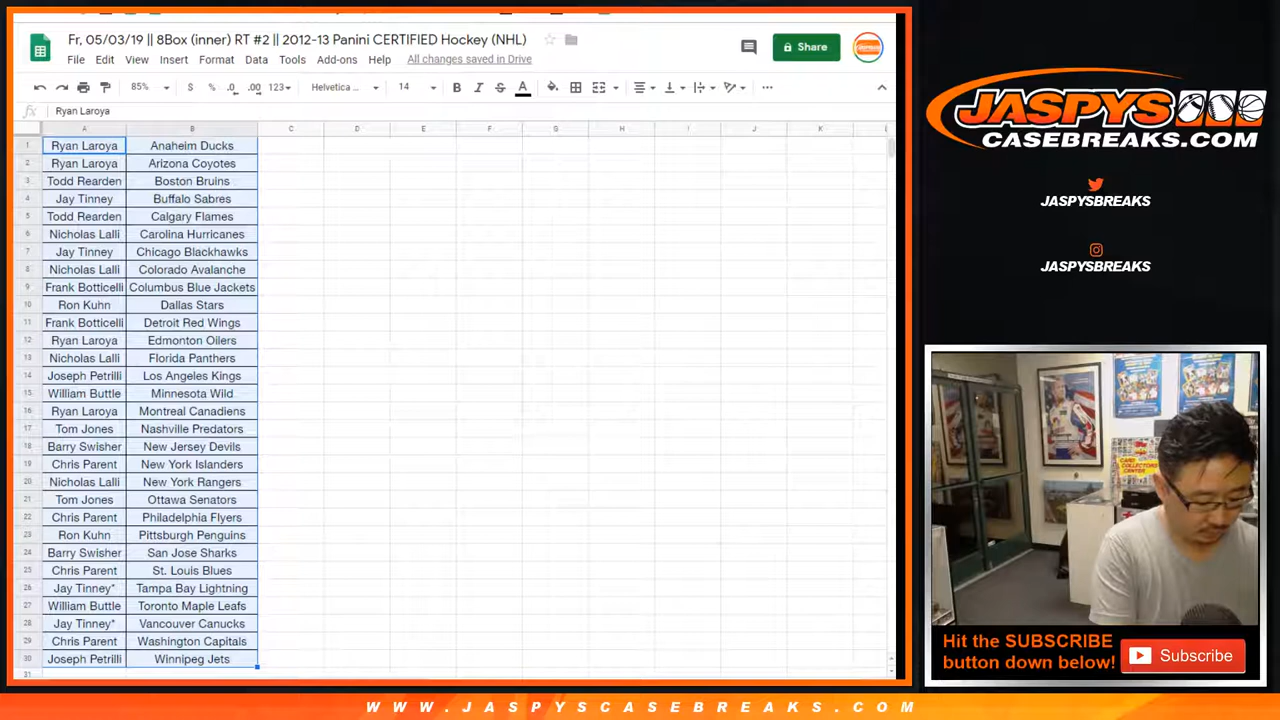 Fr, 05/03/19 || 8Box (inner) RT #2 || 2012-13 Panini CERTIFIED Hockey (NHL)
Share
File Edit View Insert Format Data Tools Add-ons Help All changes saved in Drive
85% $ % .0 .00 123 Helvetica ... 14 B I S A
fx Ryan Laroya
A B C D E F G H I J K
1 Ryan Laroya Anaheim Ducks
2 Ryan Laroya Arizona Coyotes
3 Todd Rearden Boston Bruins
4 Jay Tinney Buffalo Sabres
5 Todd Rearden Calgary Flames
6 Nicholas Lalli Carolina Hurricanes
7 Jay Tinney Chicago Blackhawks
8 Nicholas Lalli Colorado Avalanche
9 Frank Botticelli Columbus Blue Jackets
10 Ron Kuhn Dallas Stars
11 Frank Botticelli Detroit Red Wings
12 Ryan Laroya Edmonton Oilers
13 Nicholas Lalli Florida Panthers
14 Joseph Petrilli Los Angeles Kings
15 William Buttle Minnesota Wild
16 Ryan Laroya Montreal Canadiens
17 Tom Jones Nashville Predators
18 Barry Swisher New Jersey Devils
19 Chris Parent New York Islanders
20 Nicholas Lalli New York Rangers
21 Tom Jones Ottawa Senators
22 Chris Parent Philadelphia Flyers
23 Ron Kuhn Pittsburgh Penguins
24 Barry Swisher San Jose Sharks
25 Chris Parent St. Louis Blues
26 Jay Tinney* Tampa Bay Lightning
27 William Buttle Toronto Maple Leafs
28 Jay Tinney* Vancouver Canucks
29 Chris Parent Washington Capitals
30 Joseph Petrilli Winnipeg Jets
31
JASPYS
CASEBREAKS.COM
JASPYSBREAKS
JASPYSBREAKS
Hit the SUBSCRIBE
button down below!
Subscribe
WWW.JASPYSCASEBREAKS.COM